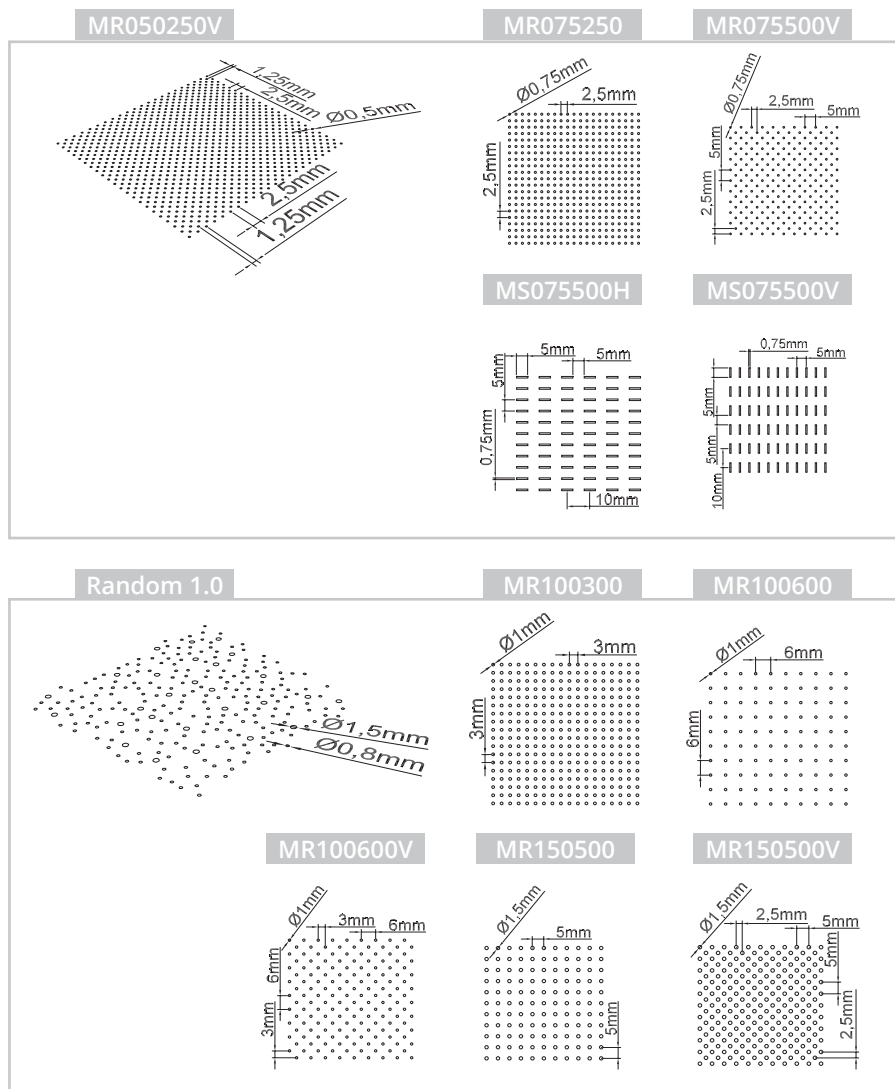 MR050250V
MR075250
MR075500V
1,25mm
2,5mm
Ø0,5mm
2,5mm
1,25mm
Ø0,75mm
2,5mm
2,5mm
Ø0,75mm
2,5mm
5mm
5mm
2,5mm
MS075500H
MS075500V
5mm
5mm
5mm
0,75mm
10mm
0,75mm
5mm
5mm
5mm
10mm
Random 1.0
MR100300
MR100600
Ø1,5mm
Ø0,8mm
Ø1mm
3mm
3mm
Ø1mm
6mm
6mm
MR100600V
MR150500
MR150500V
Ø1mm
3mm
6mm
6mm
3mm
Ø1,5mm
5mm
5mm
Ø1,5mm
2,5mm
5mm
5mm
2,5mm